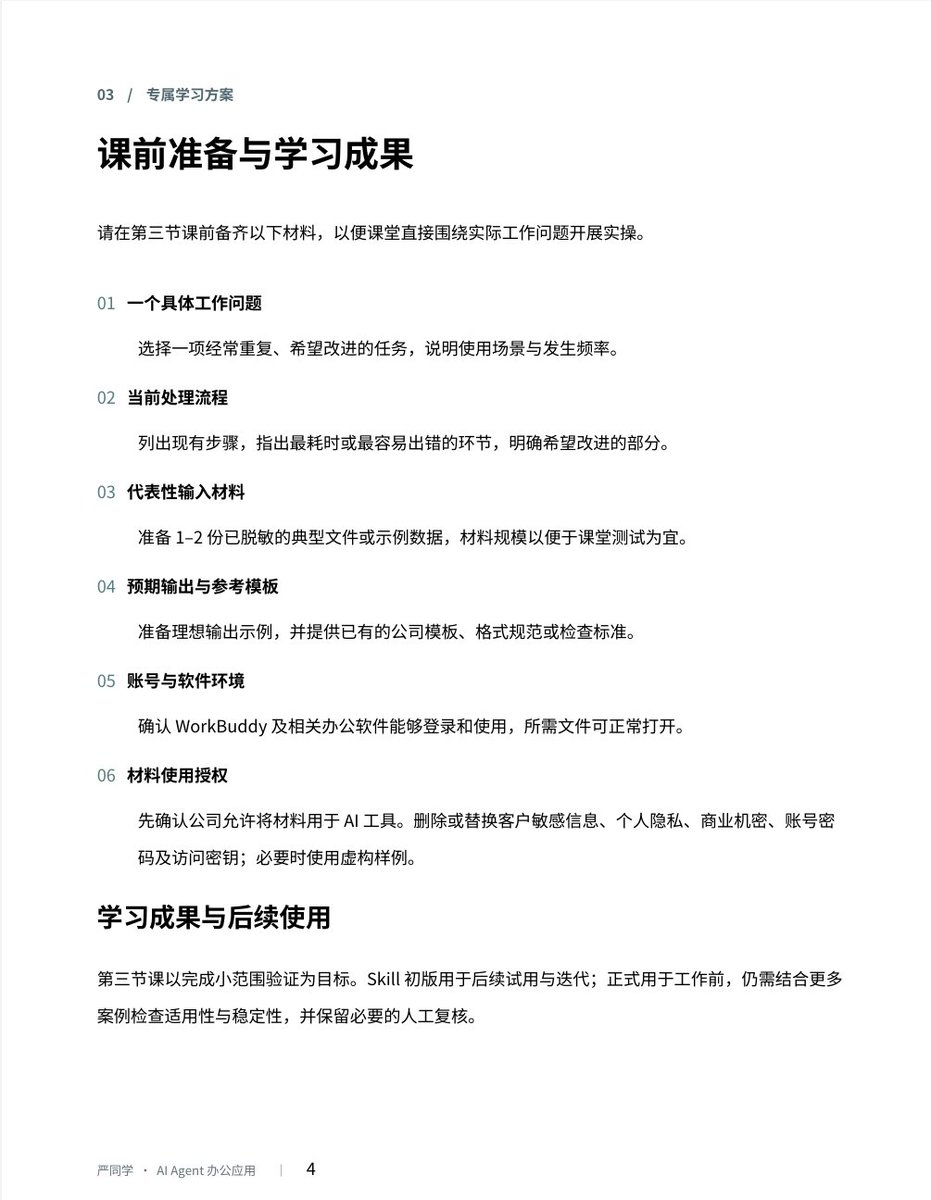 03 / 专属学习方案
课前准备与学习成果
请在第三节课前备齐以下材料，以便课堂直接围绕实际工作问题开展实操。
01 一个具体工作问题
选择一项经常重复、希望改进的任务，说明使用场景与发生频率。
02 当前处理流程
列出现有步骤，指出最耗时或最容易出错的环节，明确希望改进的部分。
03 代表性输入材料
准备 1–2 份已脱敏的典型文件或示例数据，材料规模以便于课堂测试为宜。
04 预期输出与参考模板
准备理想输出示例，并提供已有的公司模板、格式规范或检查标准。
05 账号与软件环境
确认 WorkBuddy 及相关办公软件能够登录和使用，所需文件可正常打开。
06 材料使用授权
先确认公司允许将材料用于 AI 工具。删除或替换客户敏感信息、个人隐私、商业机密、账号密
码及访问密钥；必要时使用虚构样例。
学习成果与后续使用
第三节课以完成小范围验证为目标。Skill 初版用于后续试用与迭代；正式用于工作前，仍需结合更多
案例检查适用性与稳定性，并保留必要的人工复核。
严同学 · AI Agent 办公应用 | 4